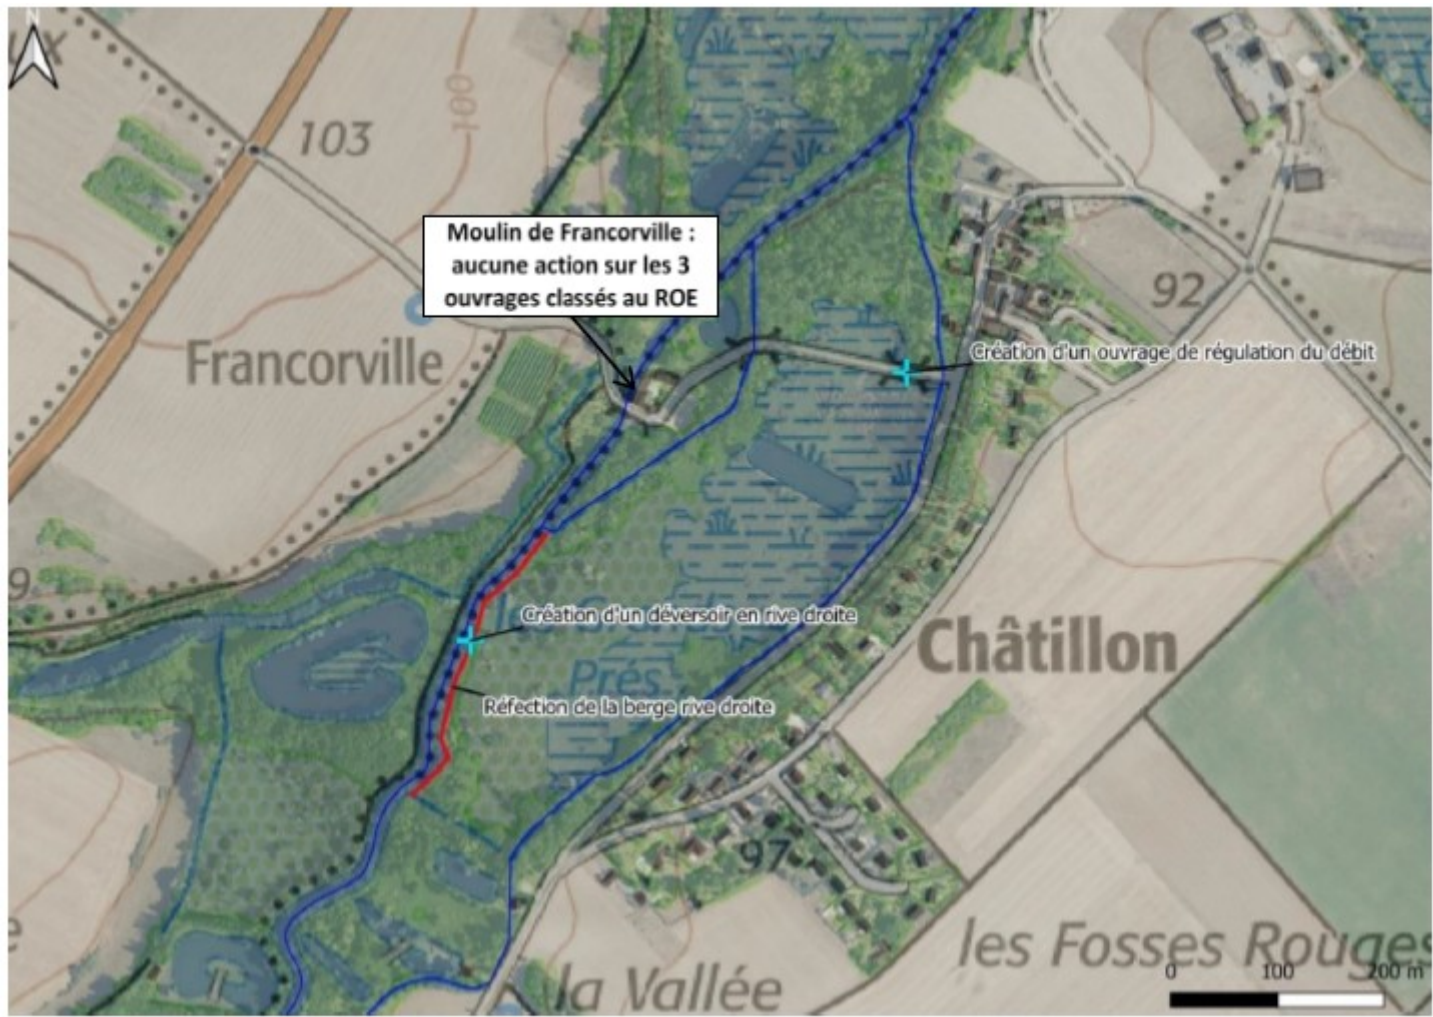 N
103
100
Moulin de Francorville :
aucune action sur les 3
ouvrages classés au ROE
92
Francorville
Création d'un ouvrage de régulation du débit
9
Création d'un déversoir en rive droite
Châtillon
Prés
Réfection de la berge rive droite
97
les Fosses Rouges
la Vallée
0 100 200 m